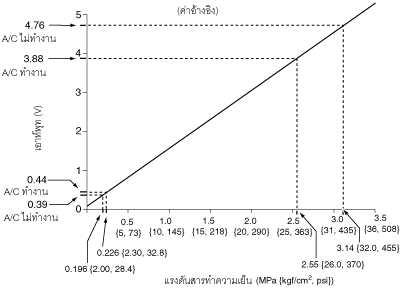 (ค่าอ้างอิง)
5
4.76
A/C ไม่ทำงาน
4
3.88
A/C ทำงาน
3
เอาท์พุท (V)
2
1
0.44
A/C ทำงาน
0.39
A/C ไม่ทำงาน
0
0 0.5 1.0 1.5 2.0 2.5 3.0 3.5
{5, 73} {10, 145} {15, 218} {20, 290} {25, 363} {31, 435} {36, 508}
0.226 {2.30, 32.8}
3.14 {32.0, 455}
0.196 {2.00, 28.4}
2.55 {26.0, 370}
แรงดันสารทำความเย็น (MPa {kgf/cm², psi})